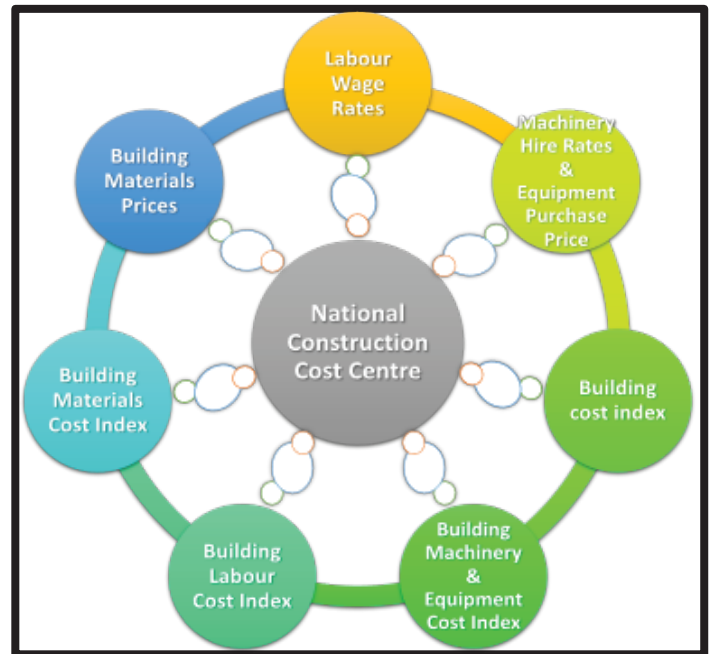 Labour
Wage
Rates
Machinery
Hire Rates
&
Equipment
Purchase
Price
Building
cost index
Building
Machinery
&
Equipment
Cost Index
Building
Labour
Cost Index
Building
Materials
Cost Index
Building
Materials
Prices
National
Construction
Cost Centre